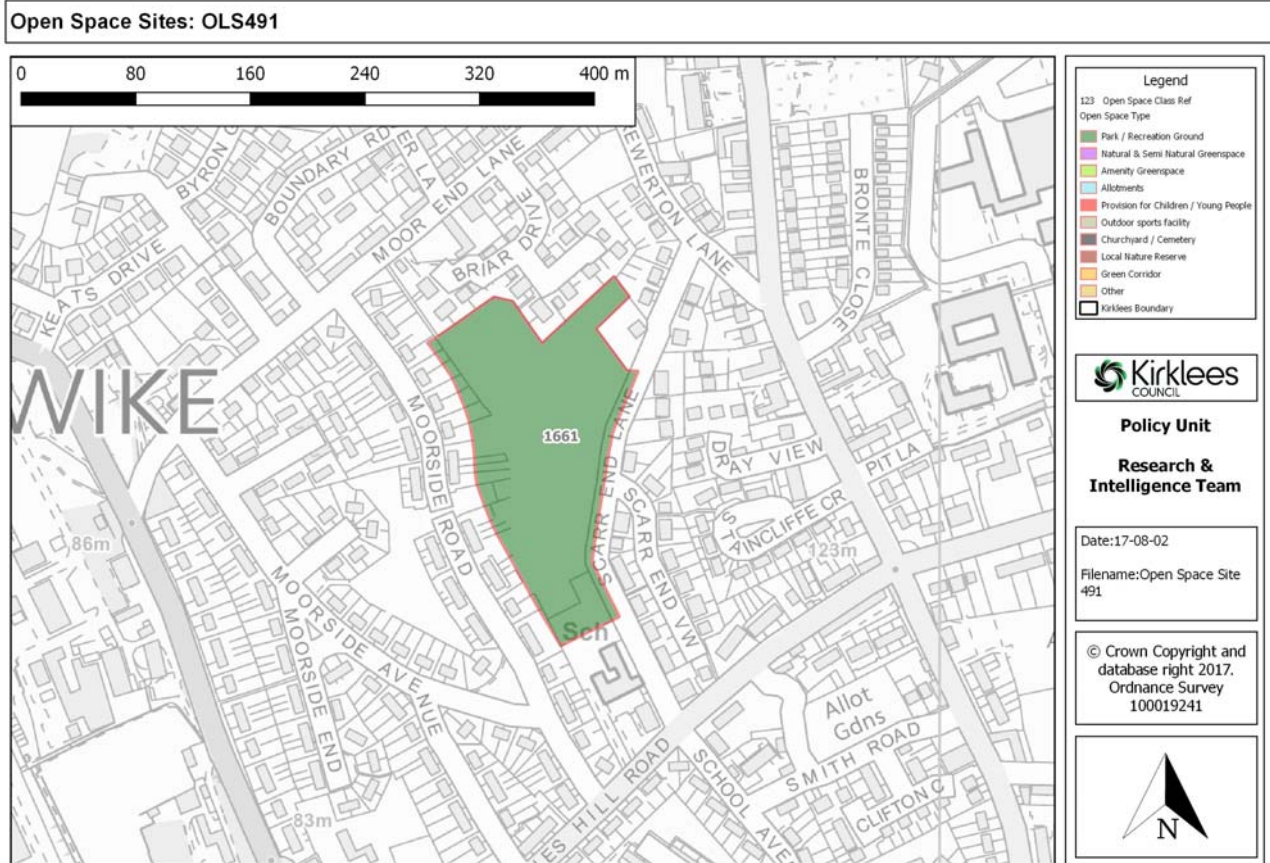 Open Space Sites: OLS491
0 80 160 240 320 400 m
BYRON
BOUNDARY RD
MOOR END LANE
BRIAR DRIVE
KEATS DRIVE
BRONTE CLOSE
WIKE
MOORSIDE ROAD
1661
SCARR END LANE
SCARR END VW
RAY VIEW
STAINCLIFFE CR
PIT LA
86m
123m
MOORSIDE AVENUE
MOORSIDE END
Sch
Allot
Gdns
SMITH ROAD
CLIFTON C
SCHOOL AVE
HILL ROAD
83m
Legend
123 Open Space Class Ref
Open Space Type
Park / Recreation Ground
Natural & Semi Natural Greenspace
Amenity Greenspace
Allotments
Provision for Children / Young People
Outdoor sports facility
Churchyard / Cemetery
Local Nature Reserve
Green Corridor
Other
Kirklees Boundary
Kirklees
COUNCIL
Policy Unit
Research &
Intelligence Team
Date:17-08-02
Filename:Open Space Site
491
© Crown Copyright and
database right 2017.
Ordnance Survey
100019241
N